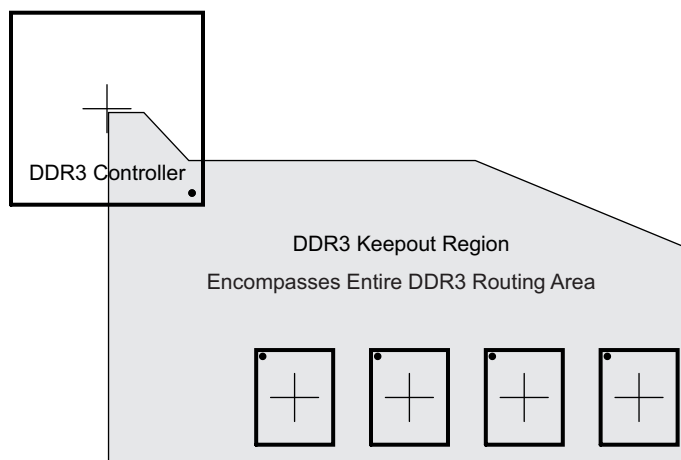 DDR3 Controller
DDR3 Keepout Region
Encompasses Entire DDR3 Routing Area